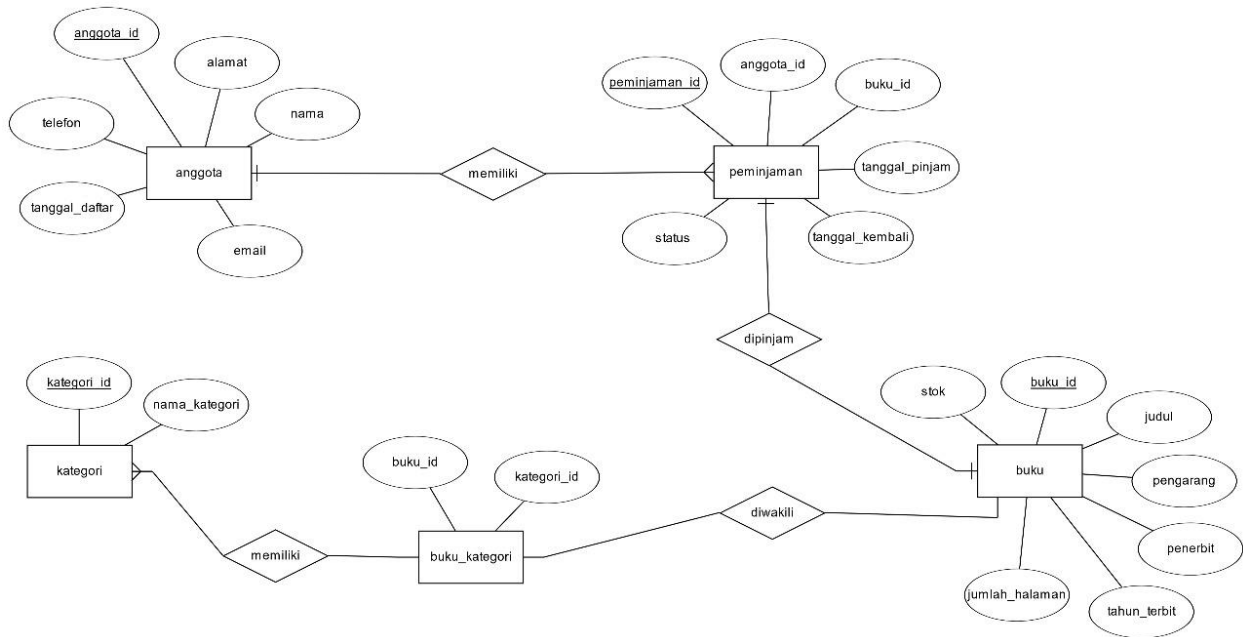 anggota_id
alamat
nama
telefon
anggota
tanggal_daftar
email
memiliki
peminjaman_id
anggota_id
buku_id
peminjaman
tanggal_pinjam
status
tanggal_kembali
dipinjam
kategori_id
nama_kategori
kategori
memiliki
buku_id
kategori_id
buku_kategori
diwakili
stok
buku_id
judul
buku
pengarang
penerbit
jumlah_halaman
tahun_terbit